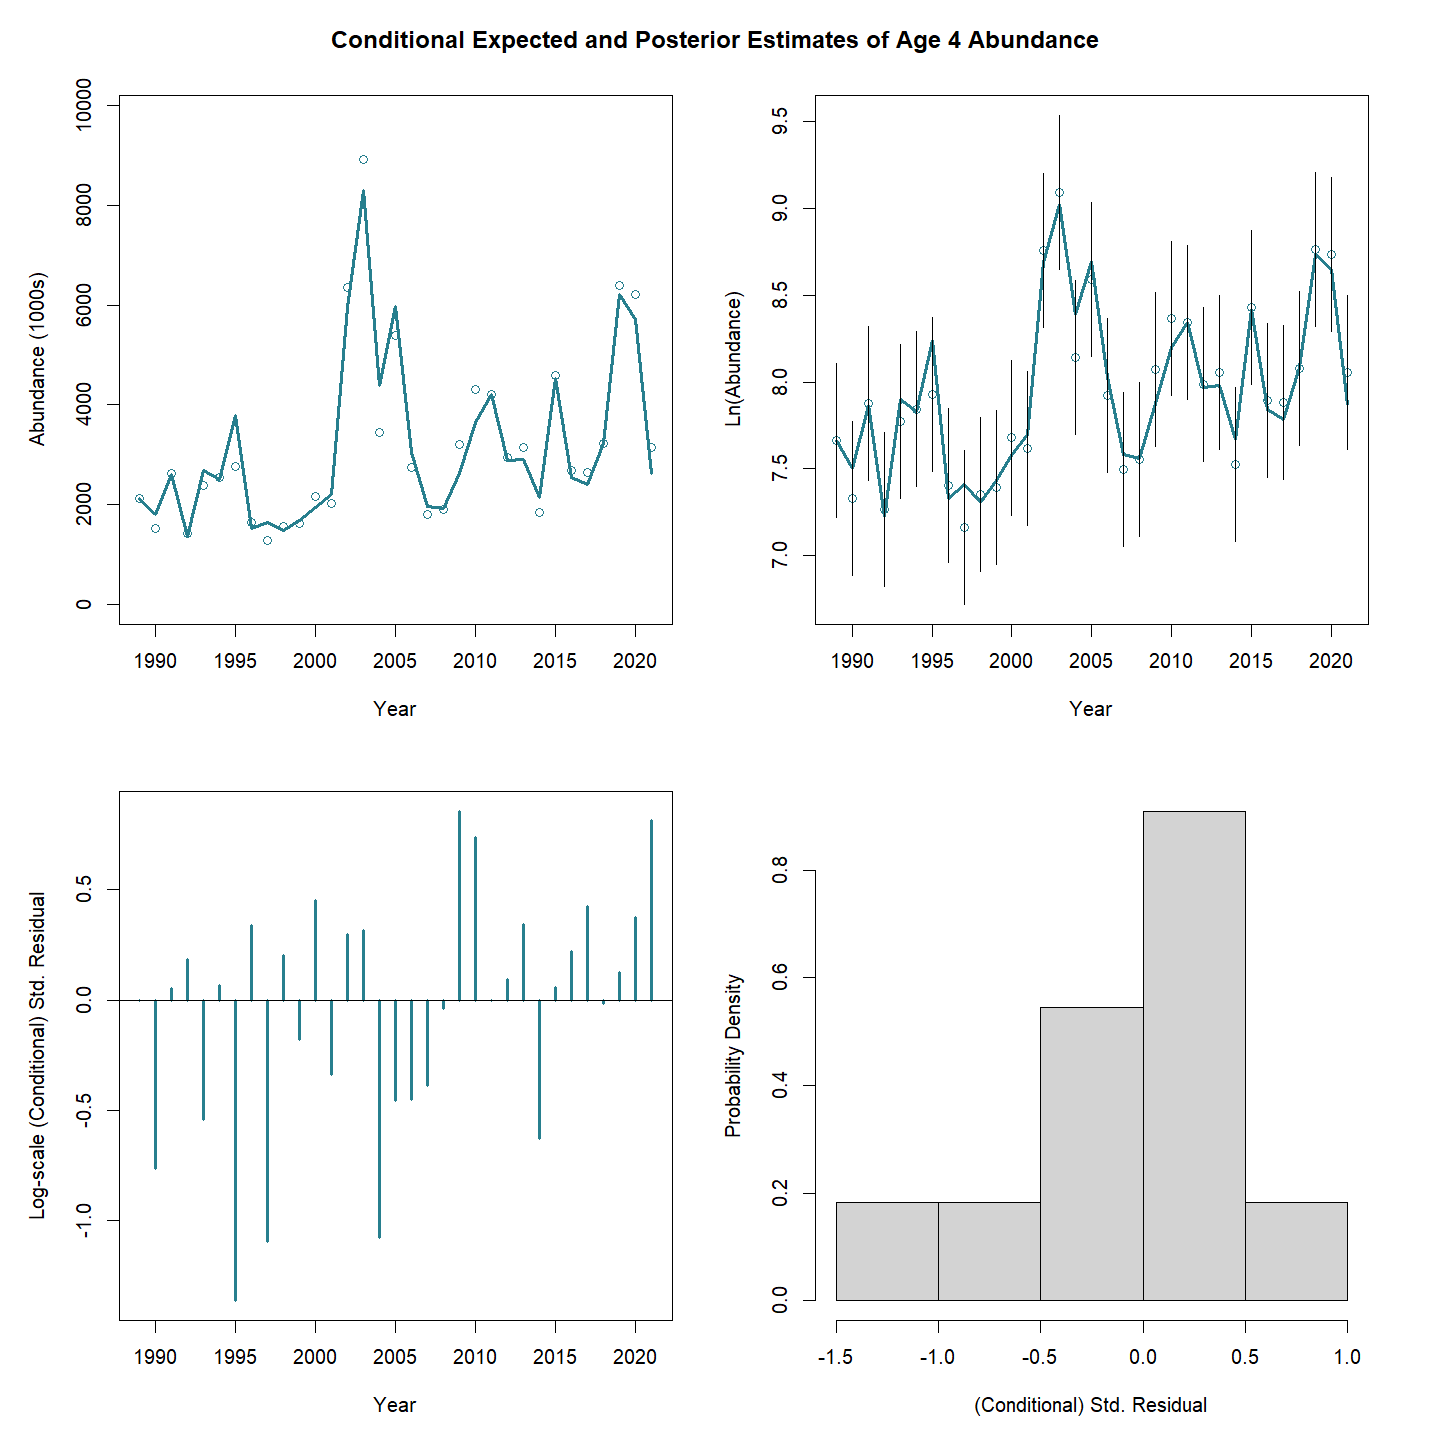 Conditional Expected and Posterior Estimates of Age 4 Abundance
Abundance (1000s)
10000
8000
6000
4000
2000
0
1990 1995 2000 2005 2010 2015 2020
Year
Ln(Abundance)
9.5
9.0
8.5
8.0
7.5
7.0
1990 1995 2000 2005 2010 2015 2020
Year
Log-scale (Conditional) Std. Residual
0.5
0.0
-0.5
-1.0
1990 1995 2000 2005 2010 2015 2020
Year
Probability Density
0.8
0.6
0.4
0.2
0.0
-1.5 -1.0 -0.5 0.0 0.5 1.0
(Conditional) Std. Residual